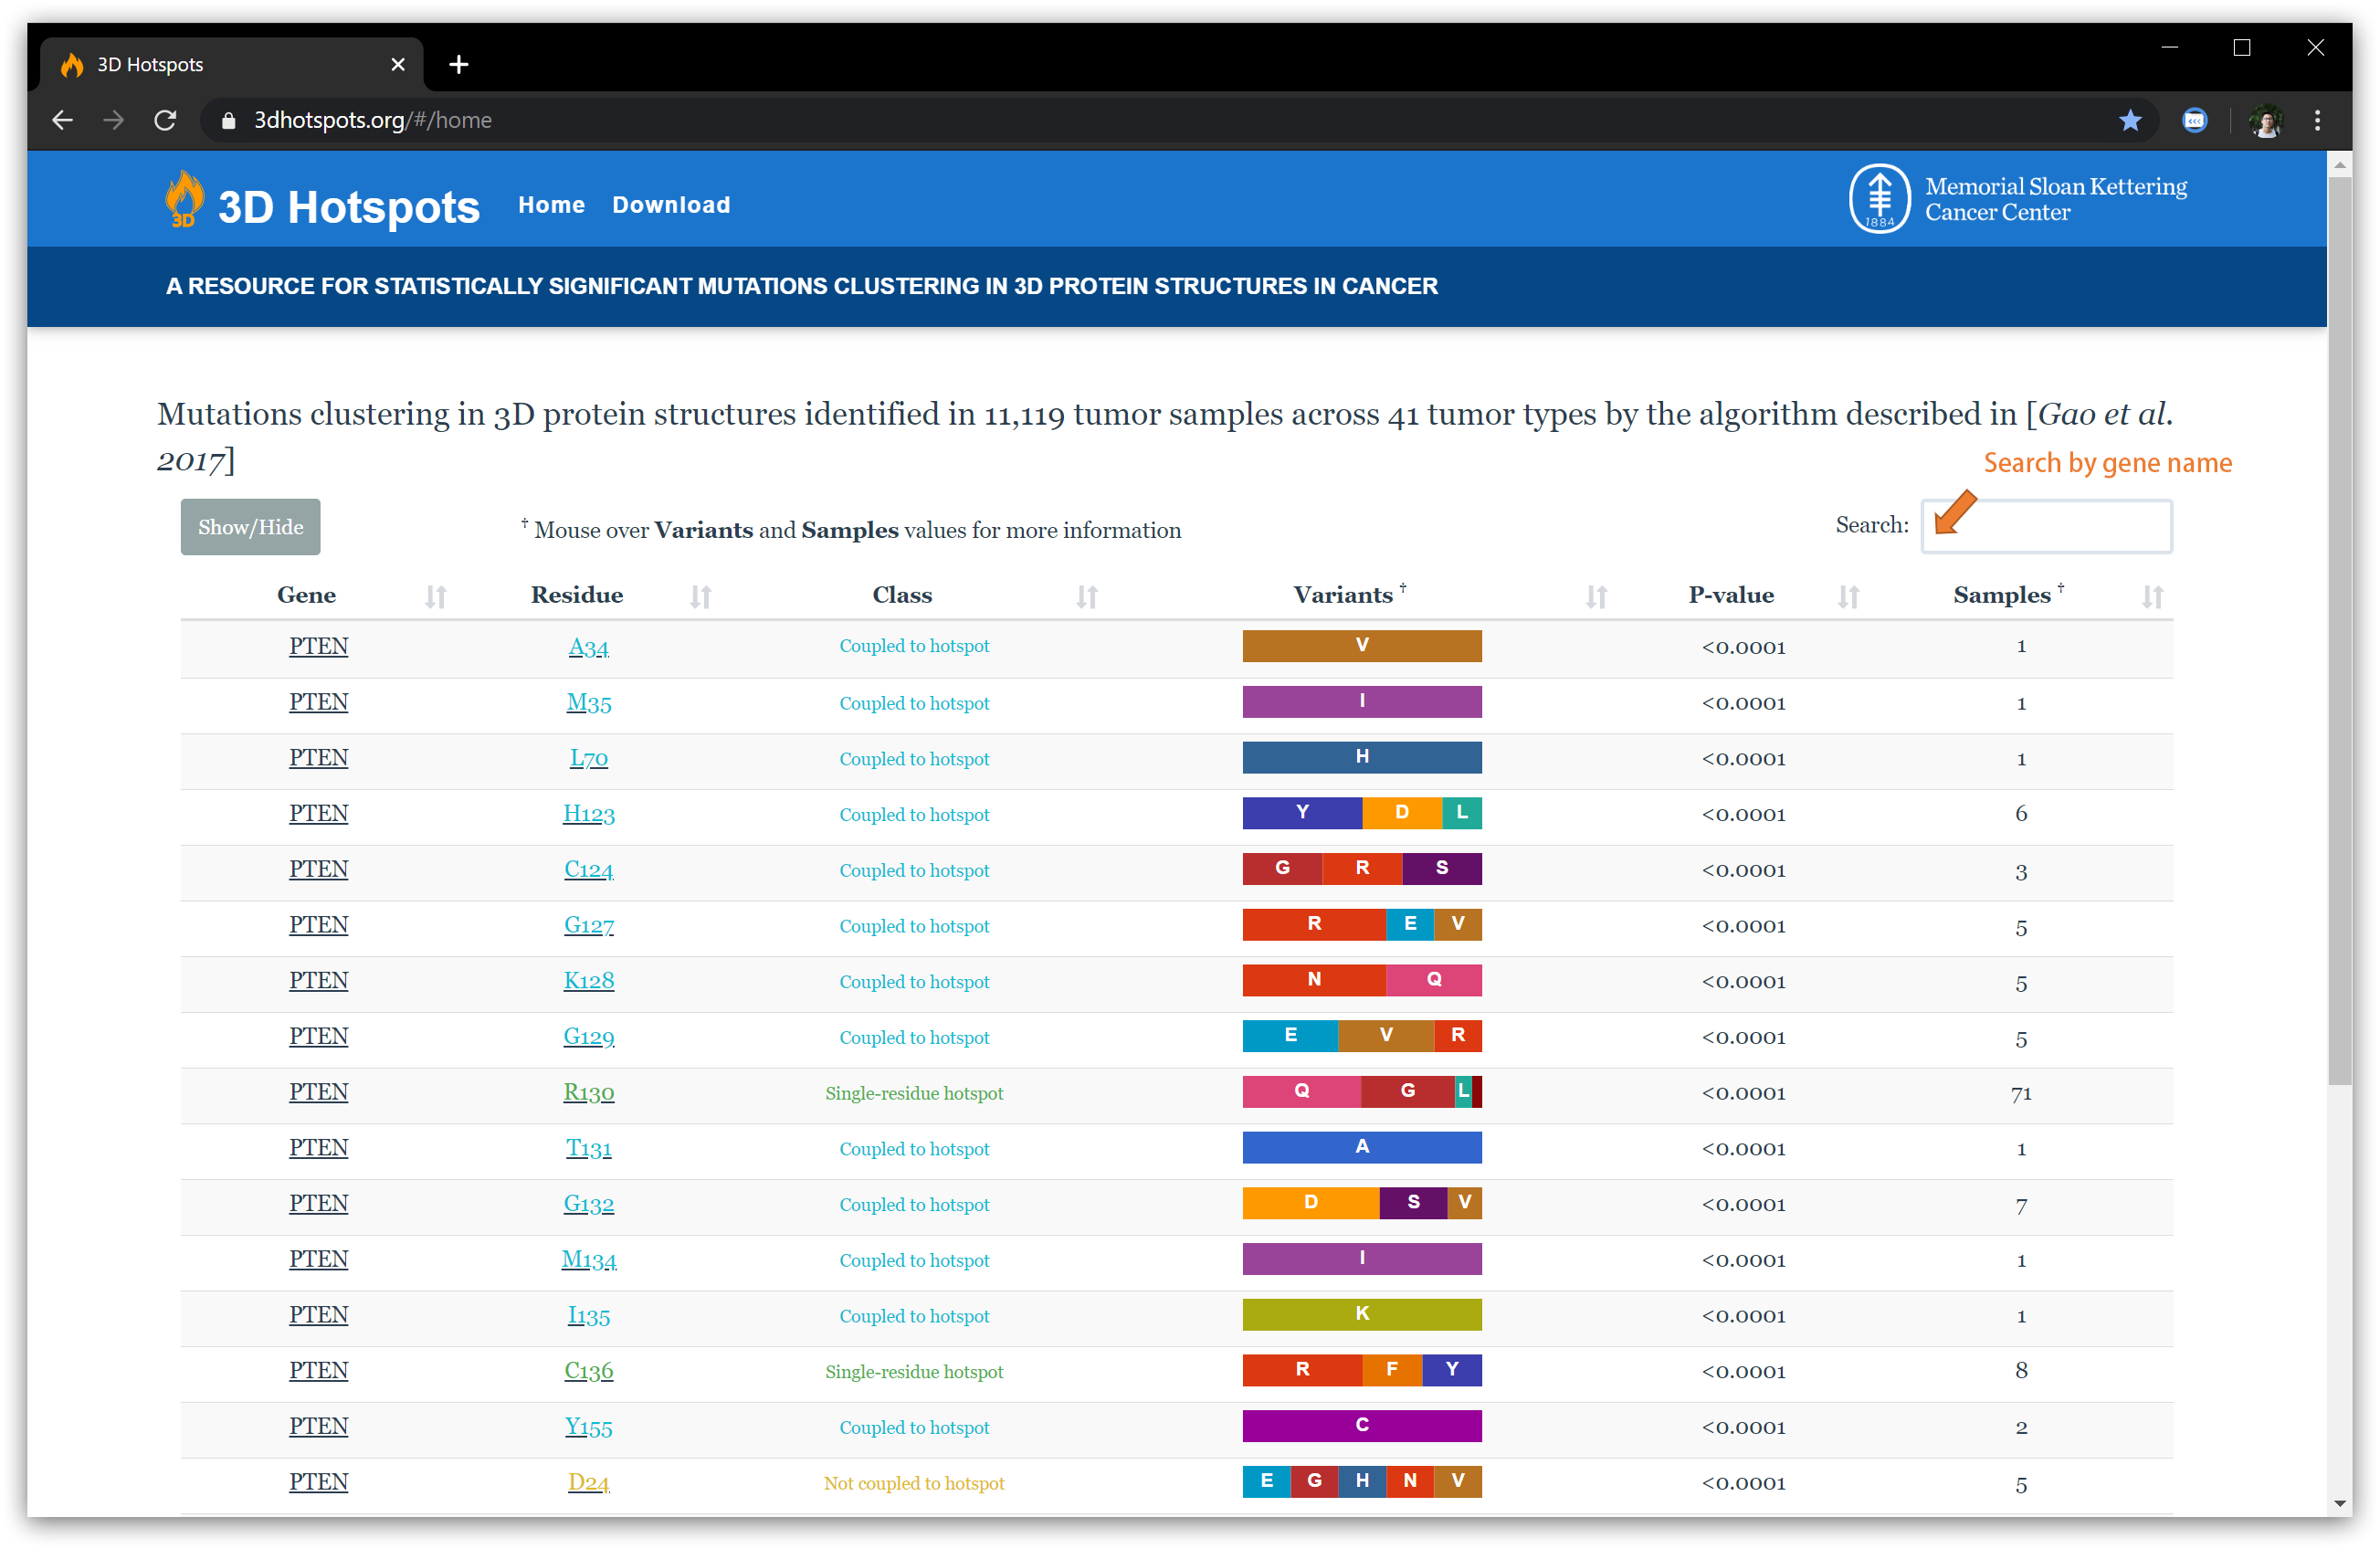 3D Hotspots
3dhotspots.org/#/home
3D
3D Hotspots
Home
Download
1884
Memorial Sloan Kettering
Cancer Center
A RESOURCE FOR STATISTICALLY SIGNIFICANT MUTATIONS CLUSTERING IN 3D PROTEIN STRUCTURES IN CANCER
Mutations clustering in 3D protein structures identified in 11,119 tumor samples across 41 tumor types by the algorithm described in [Gao et al.
2017]
Search by gene name
Show/Hide
† Mouse over Variants and Samples values for more information
Search:
Gene Residue Class Variants † P-value Samples †
PTEN A34 Coupled to hotspot V <0.0001 1
PTEN M35 Coupled to hotspot I <0.0001 1
PTEN L70 Coupled to hotspot H <0.0001 1
PTEN H123 Coupled to hotspot Y D L <0.0001 6
PTEN C124 Coupled to hotspot G R S <0.0001 3
PTEN G127 Coupled to hotspot R E V <0.0001 5
PTEN K128 Coupled to hotspot N Q <0.0001 5
PTEN G129 Coupled to hotspot E V R <0.0001 5
PTEN R130 Single-residue hotspot Q G L <0.0001 71
PTEN T131 Coupled to hotspot A <0.0001 1
PTEN G132 Coupled to hotspot D S V <0.0001 7
PTEN M134 Coupled to hotspot I <0.0001 1
PTEN I135 Coupled to hotspot K <0.0001 1
PTEN C136 Single-residue hotspot R F Y <0.0001 8
PTEN Y155 Coupled to hotspot C <0.0001 2
PTEN D24 Not coupled to hotspot E G H N V <0.0001 5